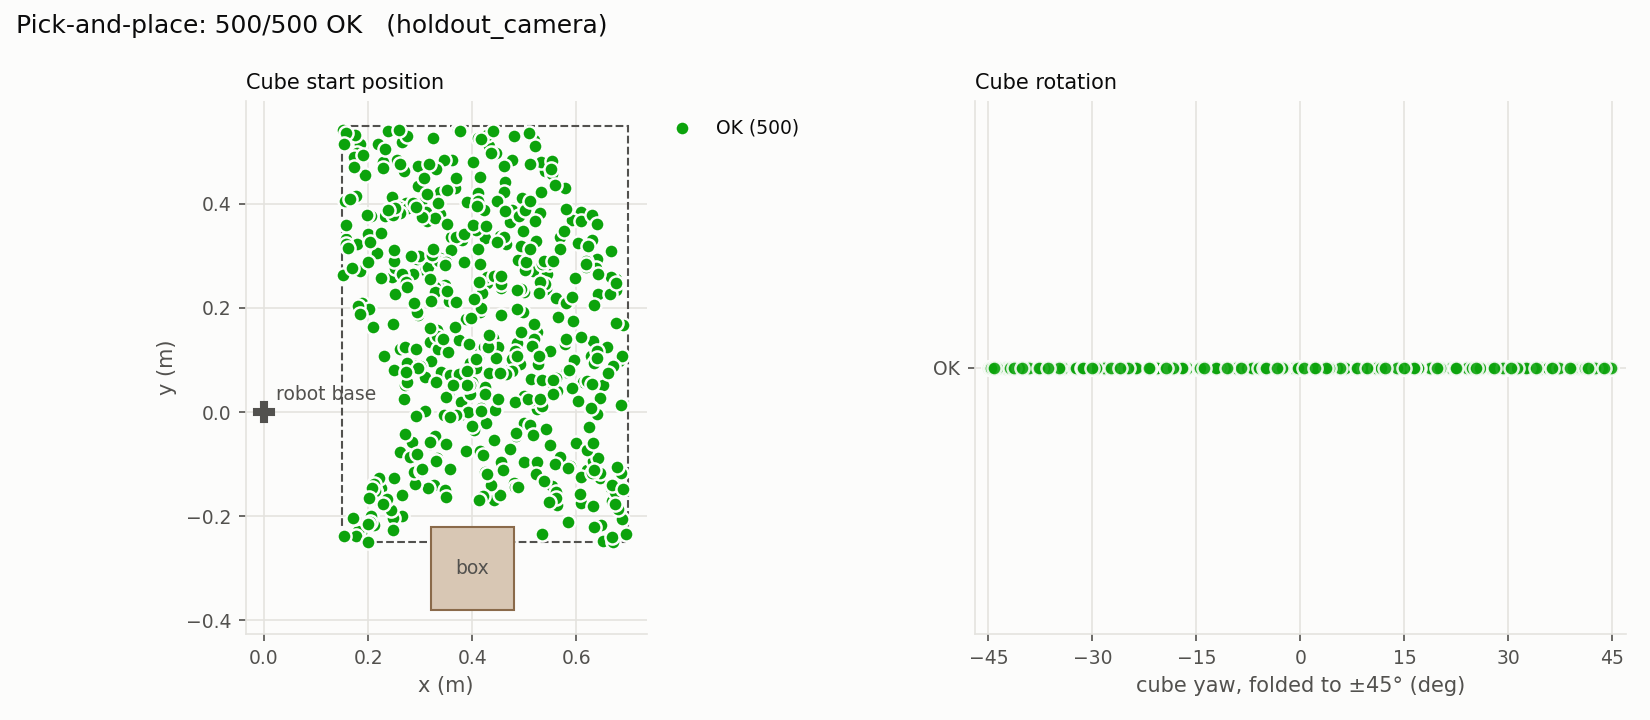 Pick-and-place: 500/500 OK (holdout_camera)
Cube start position
OK (500)
y (m)
0.4
0.2
0.0
−0.2
−0.4
robot base
box
0.0 0.2 0.4 0.6
x (m)
Cube rotation
OK
−45 −30 −15 0 15 30 45
cube yaw, folded to ±45° (deg)